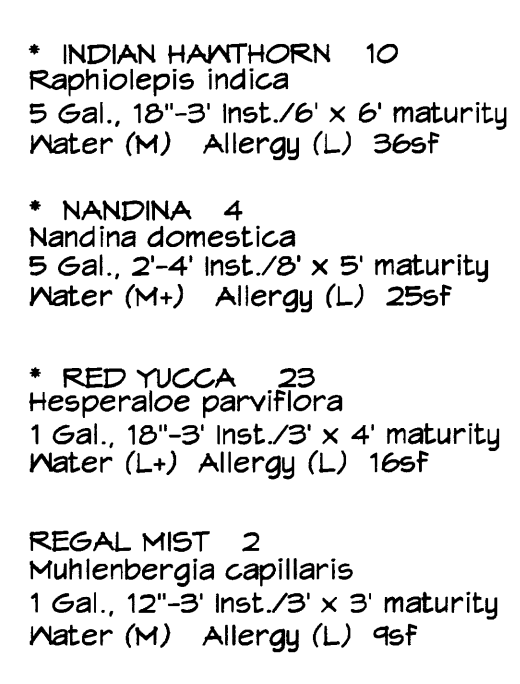 * INDIAN HAWTHORN 10
Raphiolepis indica
5 Gal., 18"-3' Inst./6' x 6' maturity
Water (M) Allergy (L) 36sf
* NANDINA 4
Nandina domestica
5 Gal., 2'-4' Inst./8' x 5' maturity
Water (M+) Allergy (L) 25sf
* RED YUCCA 23
Hesperaloe parviflora
1 Gal., 18"-3' Inst./3' x 4' maturity
Water (L+) Allergy (L) 16sf
REGAL MIST 2
Muhlenbergia capillaris
1 Gal., 12"-3' Inst./3' x 3' maturity
Water (M) Allergy (L) 9sf